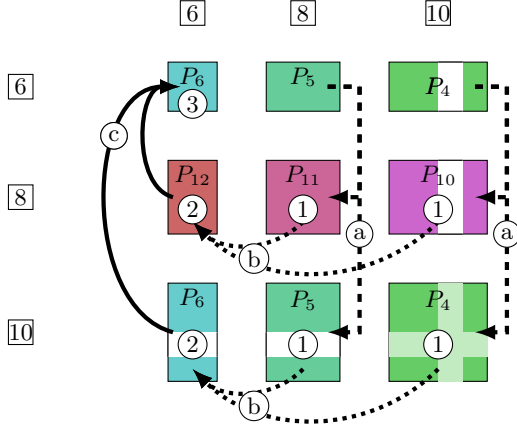 6 8 10
6 P₆ P₅ P₄
3
c
8 P₁₂ P₁₁ P₁₀
2 1 1
a a
b
10 P₆ P₅ P₄
2 1 1
b